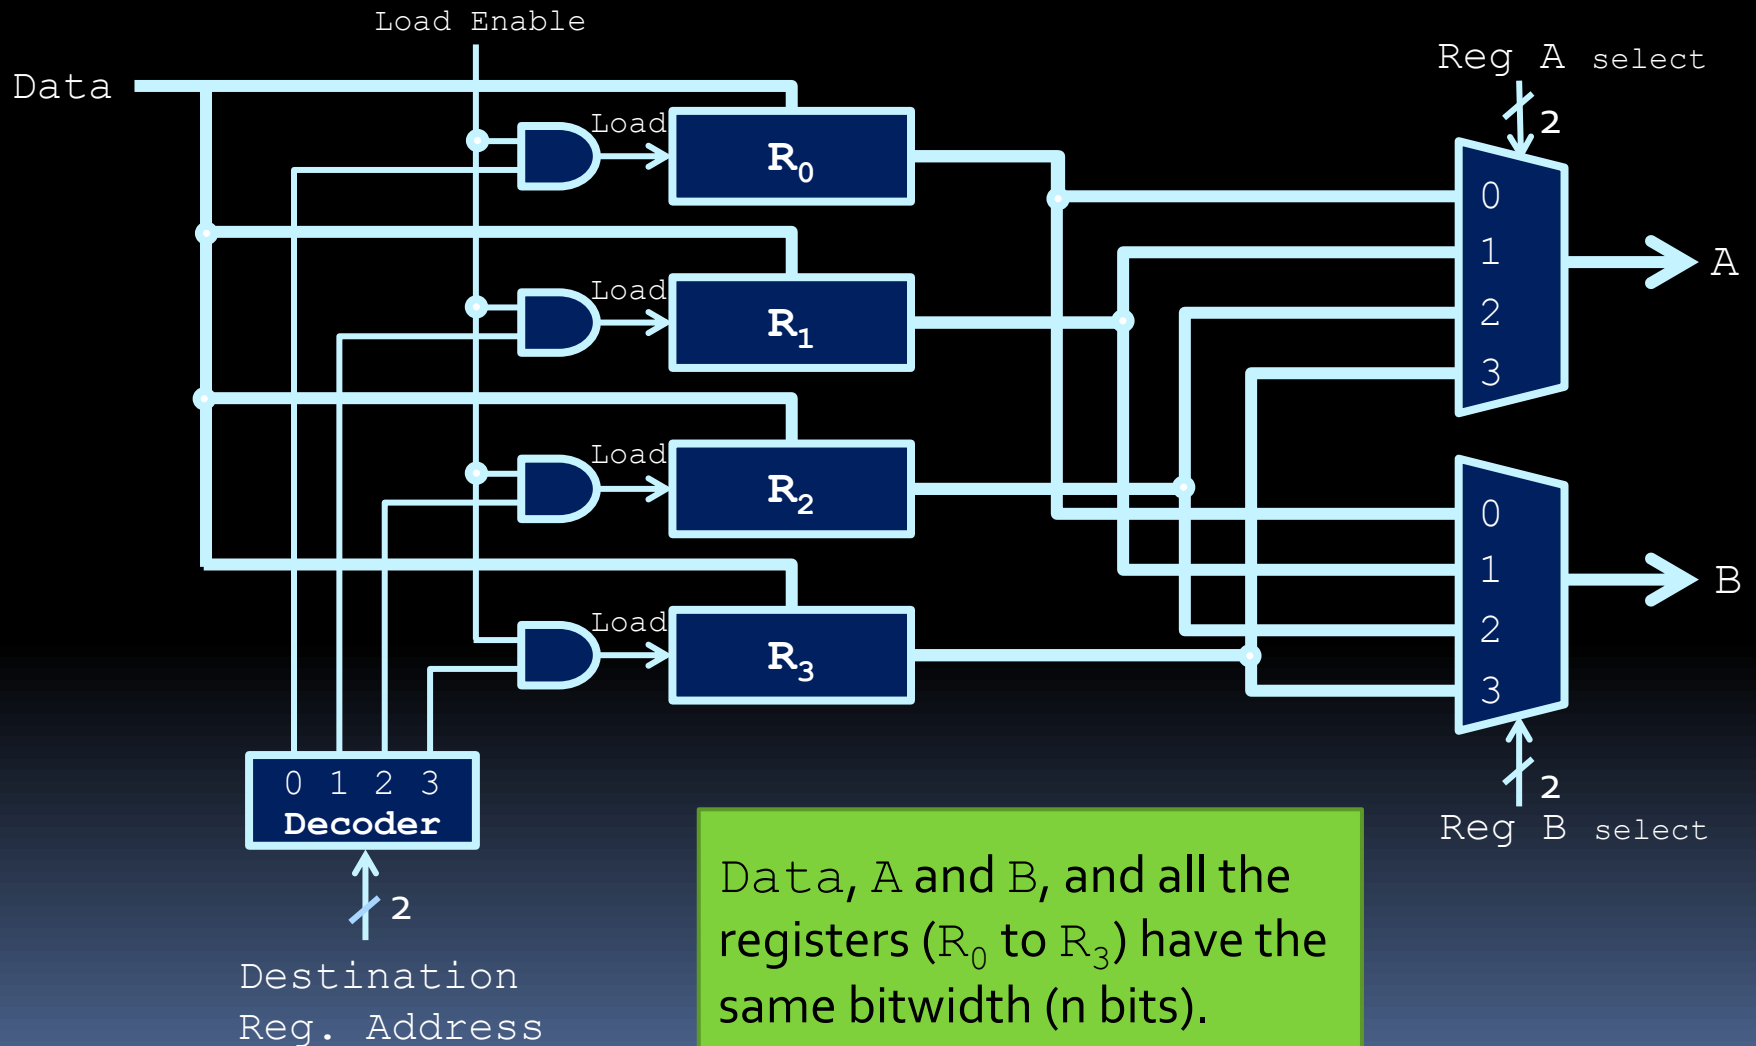 Load Enable
Data
Reg A select
2
Load
R₀
0
1
2
3
A
Load
R₁
Load
R₂
Load
R₃
0
1
2
3
B
2
Reg B select
0 1 2 3
Decoder
2
Destination
Reg. Address
Data, A and B, and all the
registers (R₀ to R₃) have the
same bitwidth (n bits).